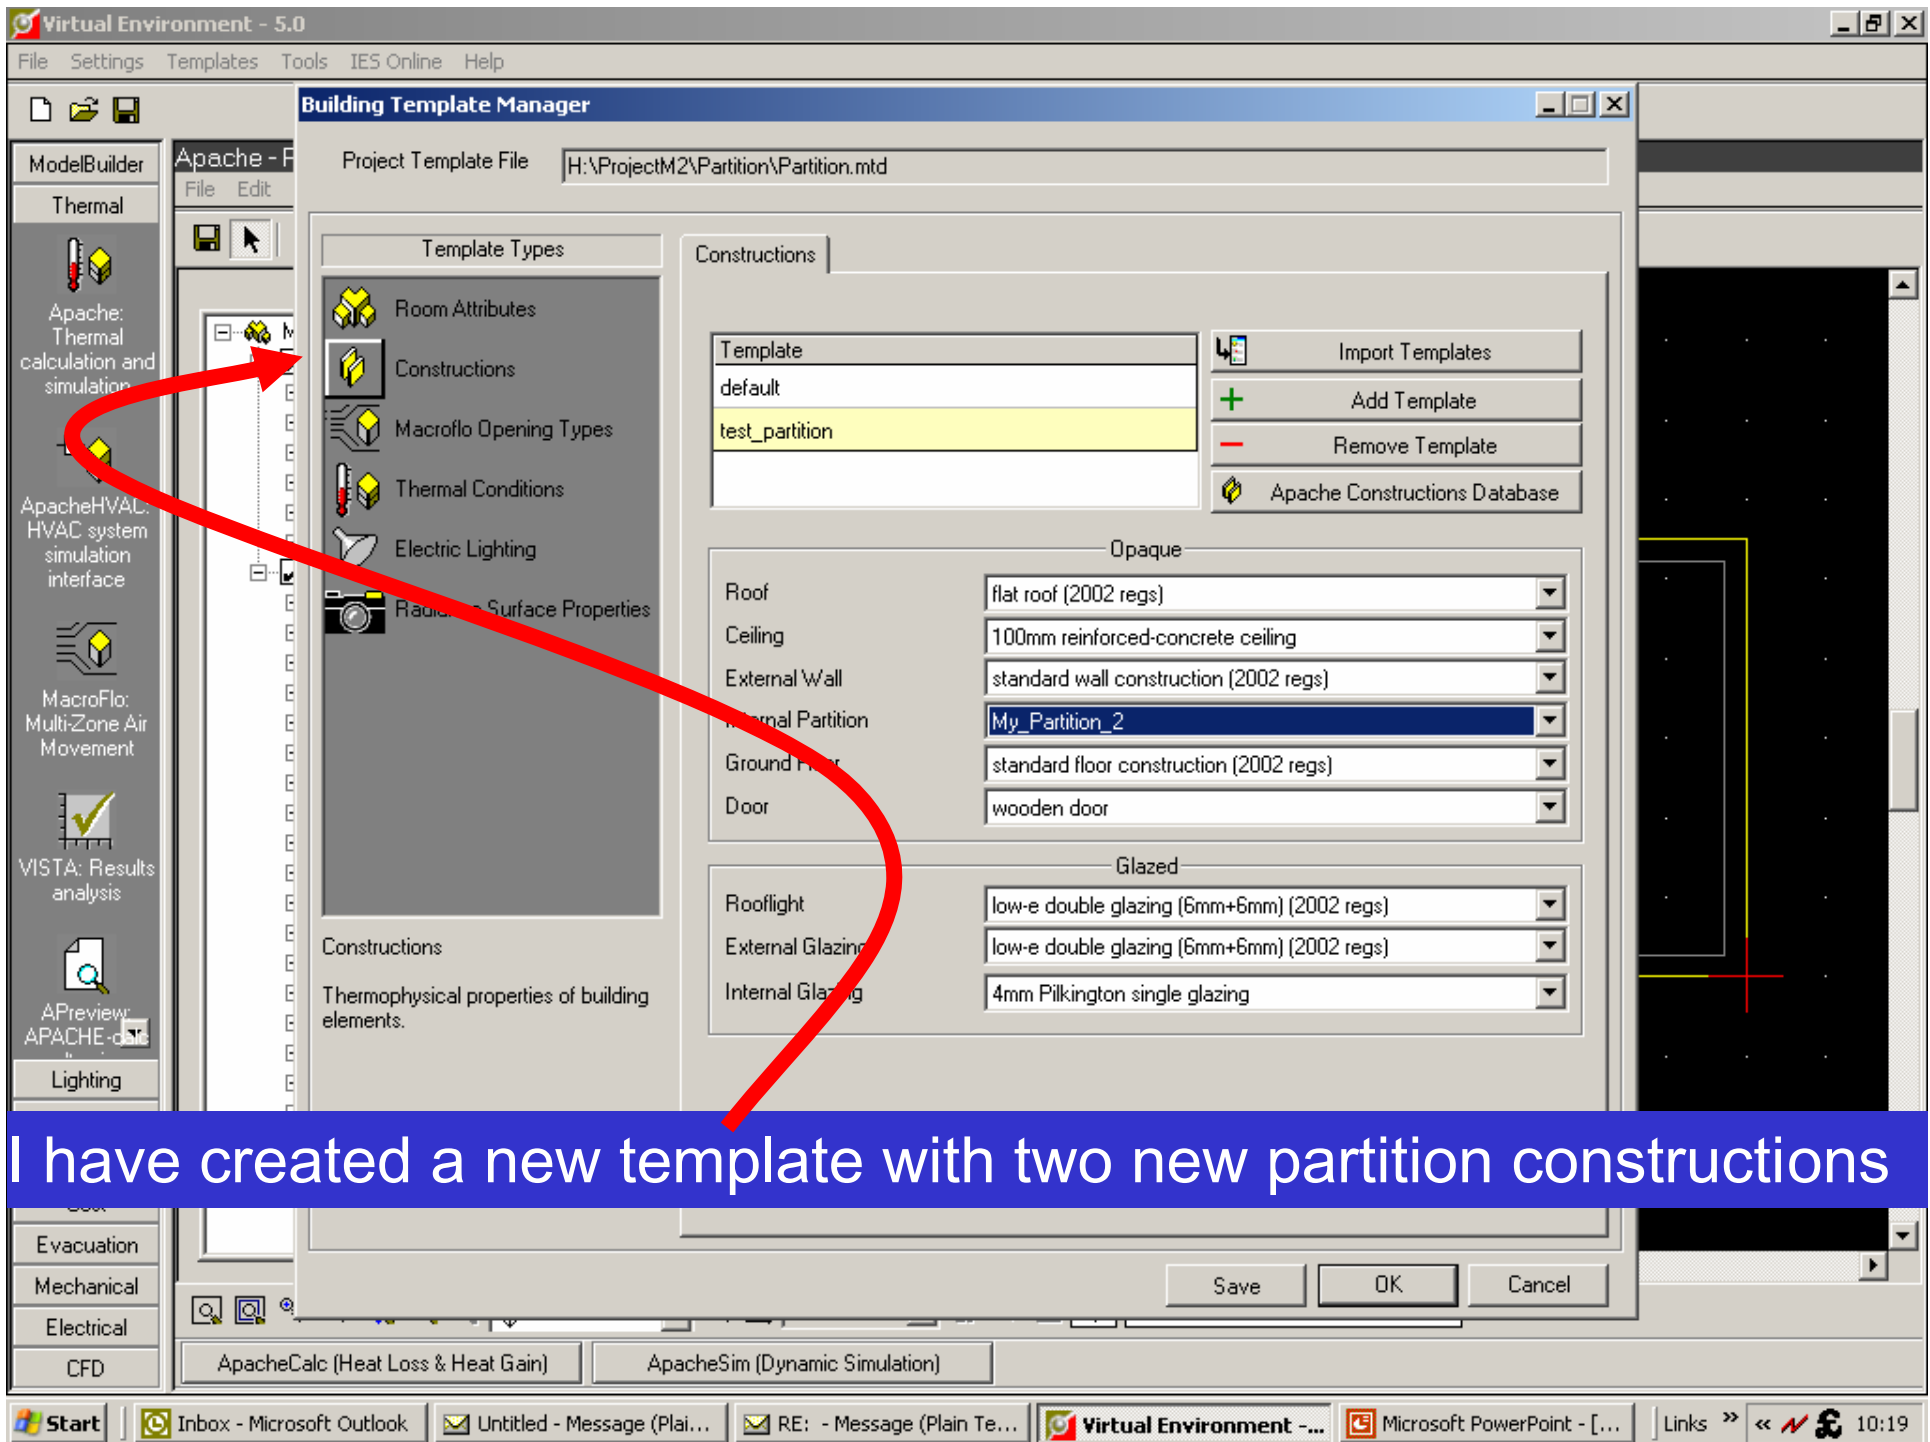 Virtual Environment - 5.0
File Settings Templates Tools IES Online Help
Building Template Manager
Project Template File H:\ProjectM2\Partition\Partition.mtd
ModelBuilder
Thermal
Apache:
Thermal
calculation and
simulation
ApacheHVAC:
HVAC system
simulation
interface
MacroFlo:
Multi-Zone Air
Movement
VISTA: Results
analysis
APreview:
Lighting
Evacuation
Mechanical
Electrical
CFD
Apache -
File Edit
Template Types
Room Attributes
Constructions
Macroflo Opening Types
Thermal Conditions
Electric Lighting
Surface Properties
Constructions
Thermophysical properties of building
elements.
Constructions
Template
default
test_partition
Import Templates
Add Template
Remove Template
Apache Constructions Database
Opaque
Roof flat roof (2002 regs)
Ceiling 100mm reinforced-concrete ceiling
External Wall standard wall construction (2002 regs)
Internal Partition My_Partition_2
Ground Floor standard floor construction (2002 regs)
Door wooden door
Glazed
Rooflight low-e double glazing (6mm+6mm) (2002 regs)
External Glazing low-e double glazing (6mm+6mm) (2002 regs)
Internal Glazing 4mm Pilkington single glazing
I have created a new template with two new partition constructions
Save OK Cancel
ApacheCalc (Heat Loss & Heat Gain) ApacheSim (Dynamic Simulation)
Start Inbox - Microsoft Outlook Untitled - Message (Plai... RE: - Message (Plain Te... Virtual Environment -... Microsoft PowerPoint - [... Links » « 10:19